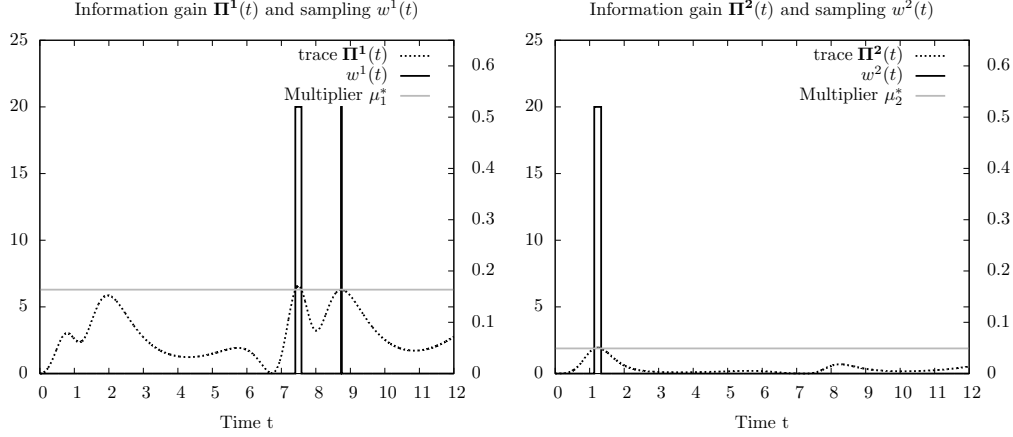 Information gain Π¹(t) and sampling w¹(t)
25
20
15
10
5
0
0.6
0.5
0.4
0.3
0.2
0.1
0
trace Π¹(t)
w¹(t)
Multiplier μ₁*
0 1 2 3 4 5 6 7 8 9 10 11 12
Time t
Information gain Π²(t) and sampling w²(t)
25
20
15
10
5
0
0.6
0.5
0.4
0.3
0.2
0.1
0
trace Π²(t)
w²(t)
Multiplier μ₂*
0 1 2 3 4 5 6 7 8 9 10 11 12
Time t